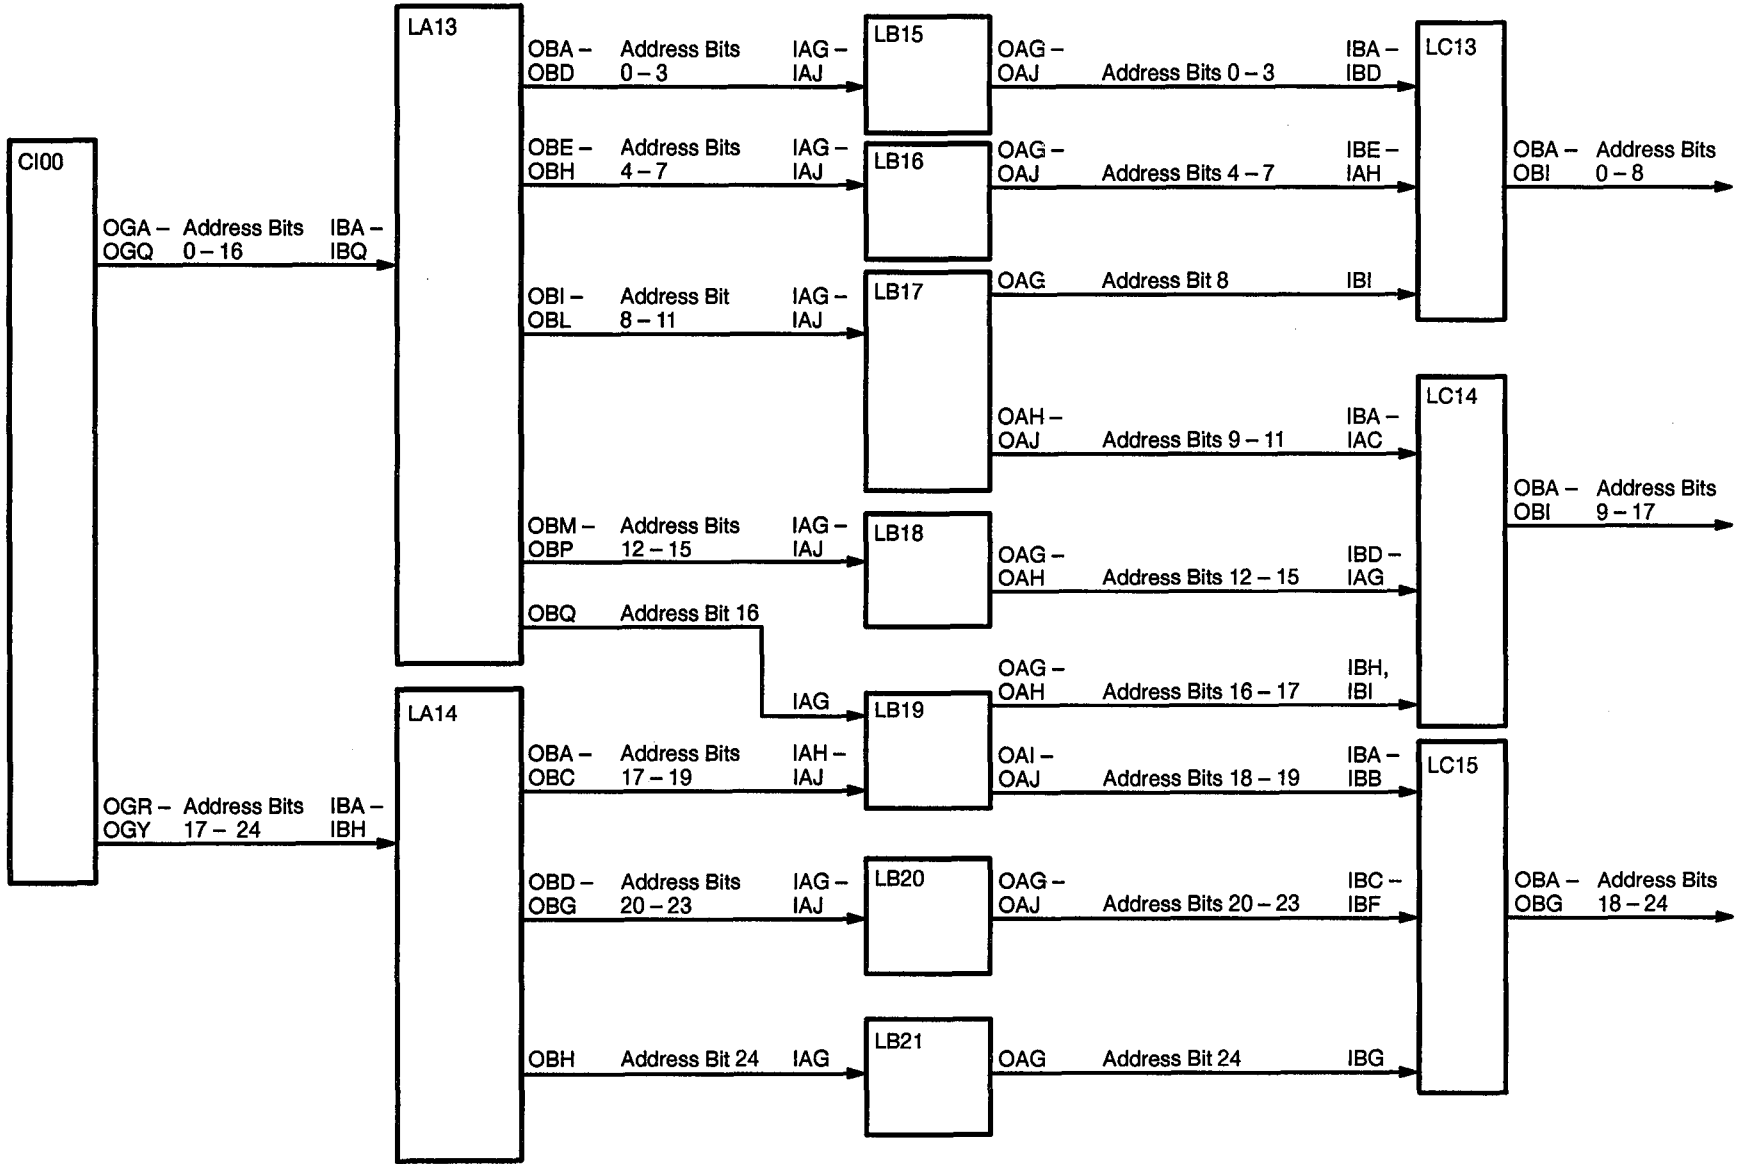 CI00
OGA – Address Bits IBA –
OGQ 0 – 16 IBQ
OGR – Address Bits IBA –
OGY 17 – 24 IBH
LA13
OBA – Address Bits IAG –
OBD 0 – 3 IAJ
OBE – Address Bits IAG –
OBH 4 – 7 IAJ
OBI – Address Bit IAG –
OBL 8 – 11 IAJ
OBM – Address Bits IAG –
OBP 12 – 15 IAJ
OBQ Address Bit 16
IAG
LA14
OBA – Address Bits IAH –
OBC 17 – 19 IAJ
OBD – Address Bits IAG –
OBG 20 – 23 IAJ
OBH Address Bit 24 IAG
LB15
OAG – IBA –
OAJ Address Bits 0 – 3 IBD
LB16
OAG – IBE –
OAJ Address Bits 4 – 7 IAH
LB17
OAG Address Bit 8 IBI
OAH – IBA –
OAJ Address Bits 9 – 11 IAC
LB18
OAG – IBD –
OAH Address Bits 12 – 15 IAG
LB19
OAG – IBH,
OAH Address Bits 16 – 17 IBI
OAI – IBA –
OAJ Address Bits 18 – 19 IBB
LB20
OAG – IBC –
OAJ Address Bits 20 – 23 IBF
LB21
OAG Address Bit 24 IBG
LC13
OBA – Address Bits
OBI 0 – 8
LC14
OBA – Address Bits
OBI 9 – 17
LC15
OBA – Address Bits
OBG 18 – 24